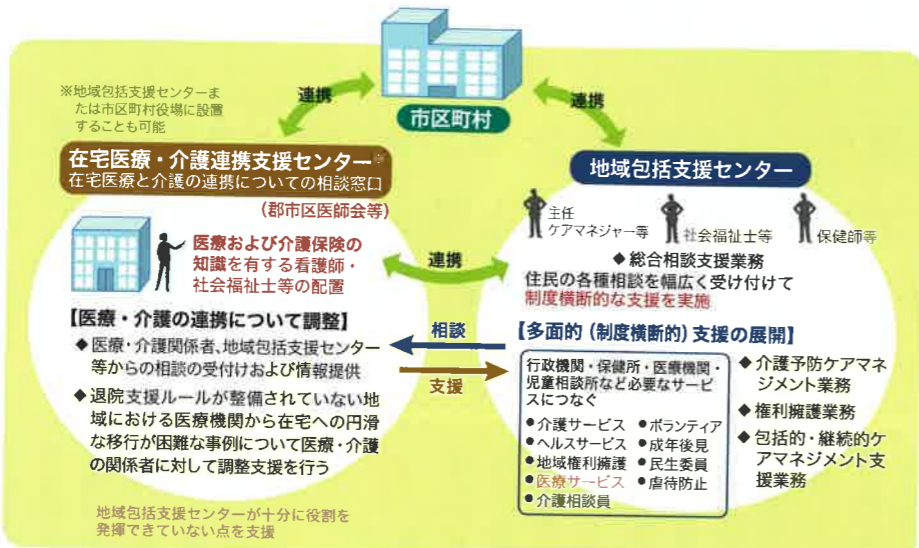 ※地域包括支援センターま
たは市区町村役場に設置
することも可能
連携
市区町村
連携
在宅医療・介護連携支援センター※
在宅医療と介護の連携についての相談窓口
(郡市区医師会等)
医療および介護保険の
知識を有する看護師・
社会福祉士等の配置
【医療・介護の連携について調整】
◆医療・介護関係者、地域包括支援センター
等からの相談の受付けおよび情報提供
◆退院支援ルールが整備されていない地
域における医療機関から在宅への円滑
な移行が困難な事例について医療・介護
の関係者に対して調整支援を行う
地域包括支援センターが十分に役割を
発揮できていない点を支援
連携
相談
支援
地域包括支援センター
主任
ケアマネジャー等
社会福祉士等
保健師等
◆総合相談支援業務
住民の各種相談を幅広く受け付けて
制度横断的な支援を実施
【多面的（制度横断的）支援の展開】
行政機関・保健所・医療機関・
児童相談所など必要なサービ
スにつなぐ
●介護サービス
●ヘルスサービス
●地域権利擁護
●医療サービス
●介護相談員
●ボランティア
●成年後見
●民生委員
●虐待防止
◆介護予防ケアマネ
ジメント業務
◆権利擁護業務
◆包括的・継続的ケ
アマネジメント支
援業務